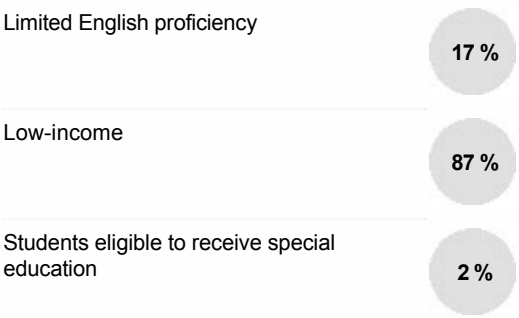 Limited English proficiency
17 %
Low-income
87 %
Students eligible to receive special
education
2 %